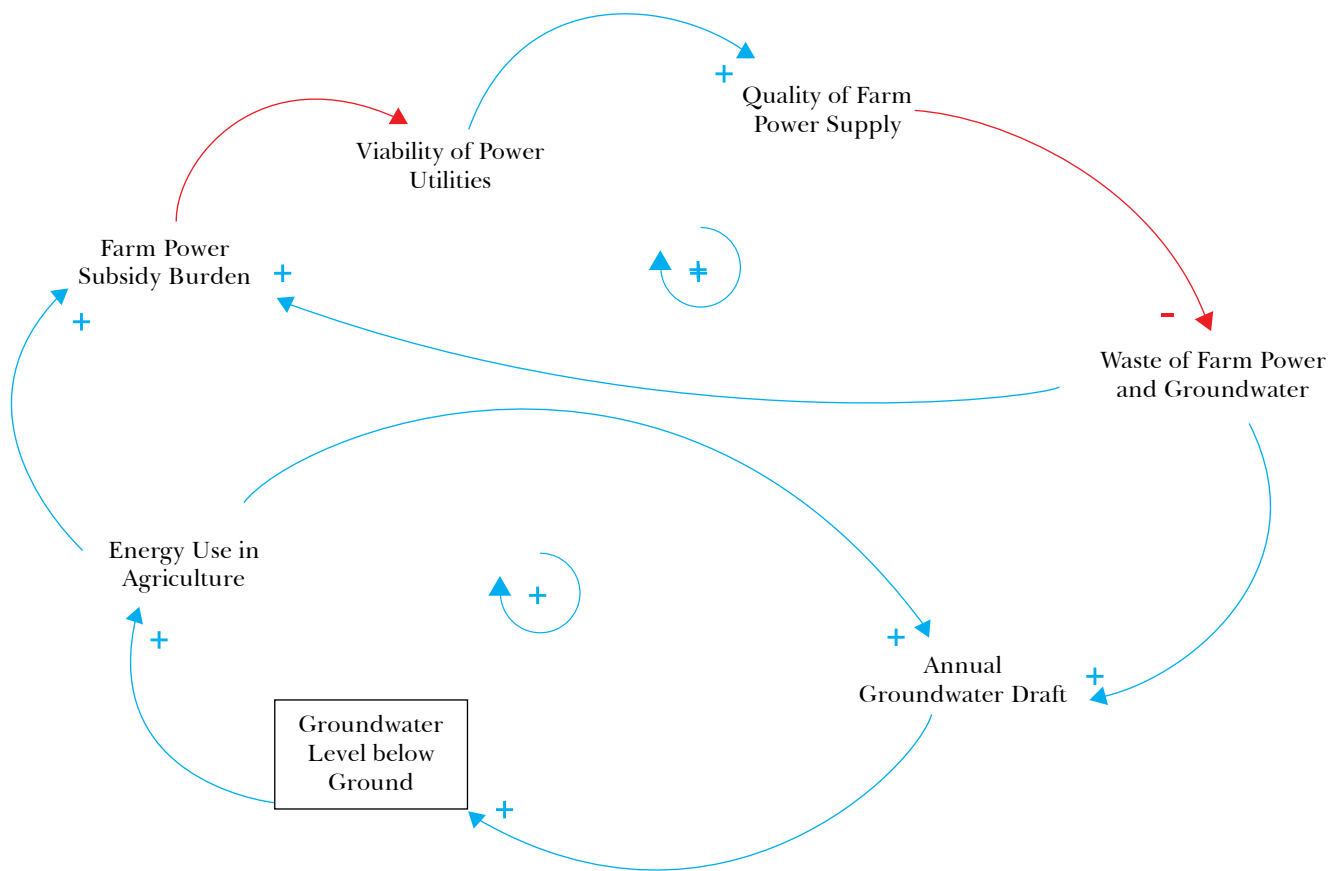 +
Quality of Farm
Power Supply
Viability of Power
Utilities
Farm Power
Subsidy Burden
+
+
+
-
Waste of Farm Power
and Groundwater
Energy Use in
Agriculture
+
+
+
Annual
Groundwater Draft
+
Groundwater
Level below
Ground
+